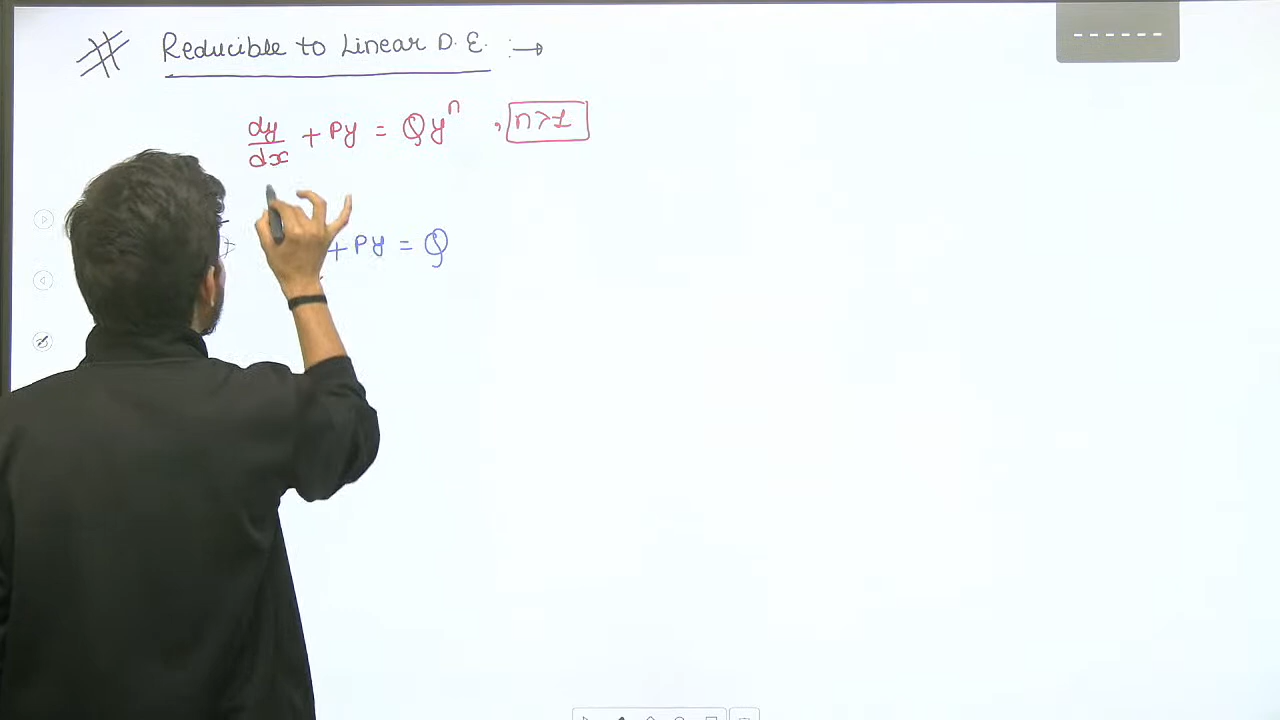 Reducible to Linear D.E. :→
dy/dx + Py = Qy^n , n>1
+ Py = Q